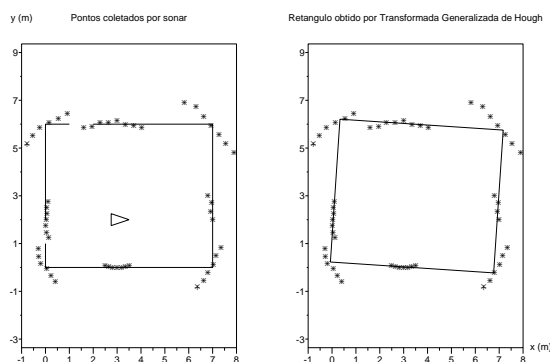 y (m) Pontos coletados por sonar
Retangulo obtido por Transformada Generalizada de Hough
9
7
5
3
1
-1
-3
-1 0 1 2 3 4 5 6 7 8
9
7
5
3
1
-1
-3
-1 0 1 2 3 4 5 6 7 8
x (m)